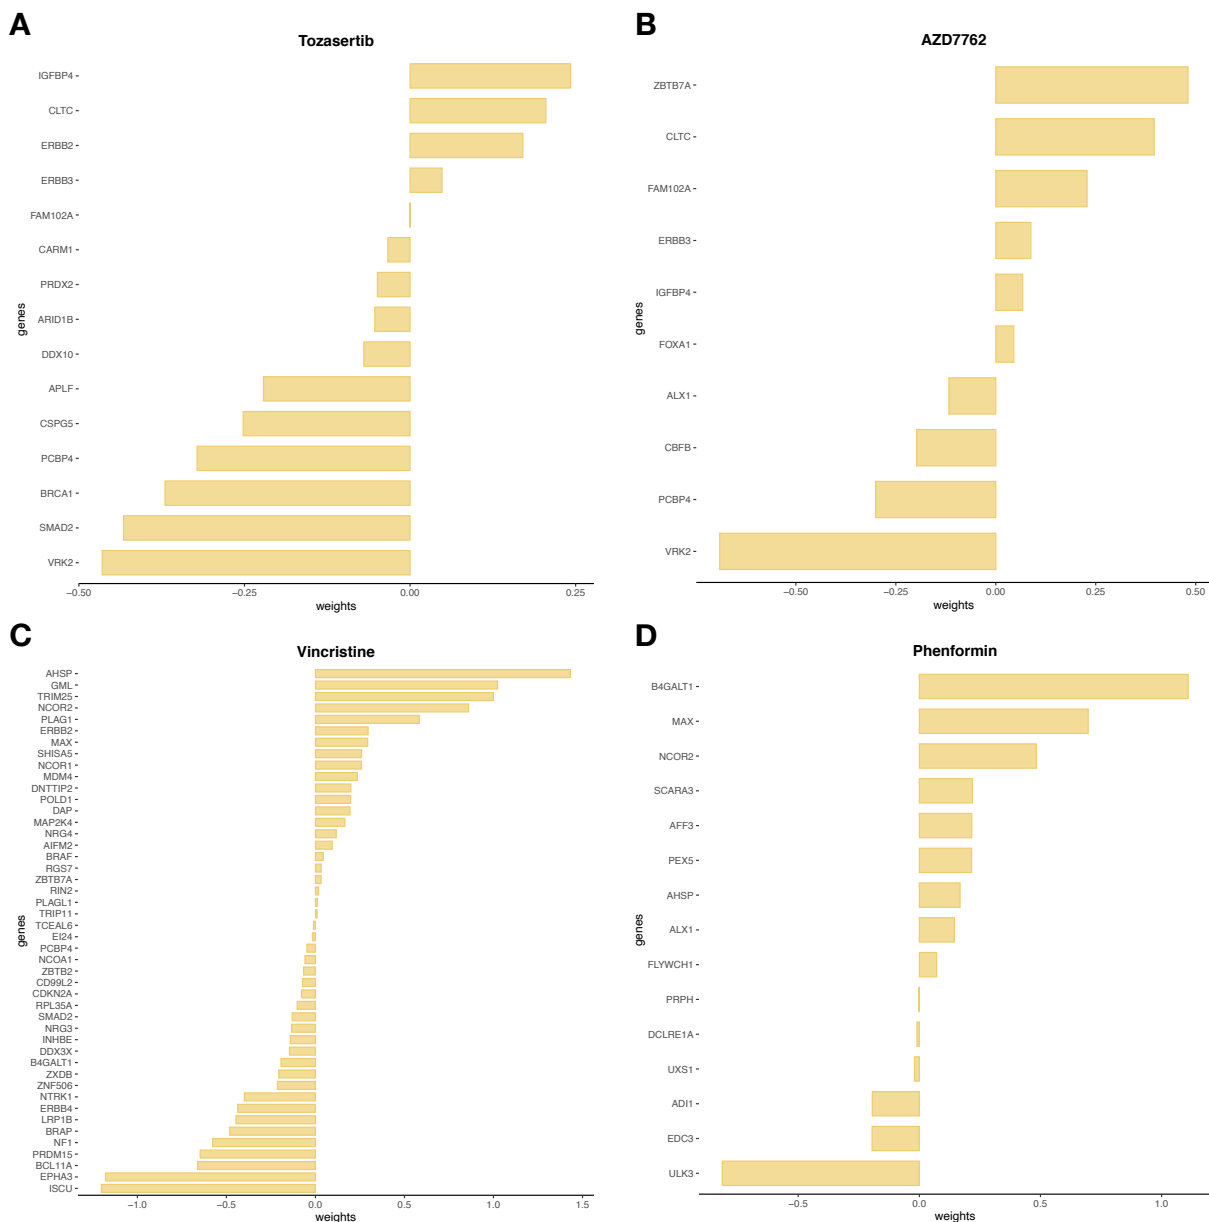 A
Tozasertib
IGFBP4
CLTC
ERBB2
ERBB3
FAM102A
CARM1
PRDX2
ARID1B
DDX10
APLF
CSPG5
PCBP4
BRCA1
SMAD2
VRK2
genes
−0.50 −0.25 0.00 0.25
weights
B
AZD7762
ZBTB7A
CLTC
FAM102A
ERBB3
IGFBP4
FOXA1
ALX1
CBFB
PCBP4
VRK2
genes
−0.50 −0.25 0.00 0.25 0.50
weights
C
Vincristine
AHSP
GML
TRIM25
NCOR2
PLAG1
ERBB2
MAX
SHISA5
NCOR1
MDM4
DNTTIP2
POLD1
DAP
MAP2K4
NRG4
AIFM2
BRAF
RGS7
ZBTB7A
RIN2
PLAGL1
TRIP11
TCEAL6
EI24
PCBP4
NCOA1
ZBTB2
CD99L2
CDKN2A
RPL35A
SMAD2
NRG3
INHBE
DDX3X
B4GALT1
ZXDB
ZNF506
NTRK1
ERBB4
LRP1B
BRAP
NF1
PRDM15
BCL11A
EPHA3
ISCU
genes
−1.0 −0.5 0.0 0.5 1.0 1.5
weights
D
Phenformin
B4GALT1
MAX
NCOR2
SCARA3
AFF3
PEX5
AHSP
ALX1
FLYWCH1
PRPH
DCLRE1A
UXS1
ADI1
EDC3
ULK3
genes
−0.5 0.0 0.5 1.0
weights